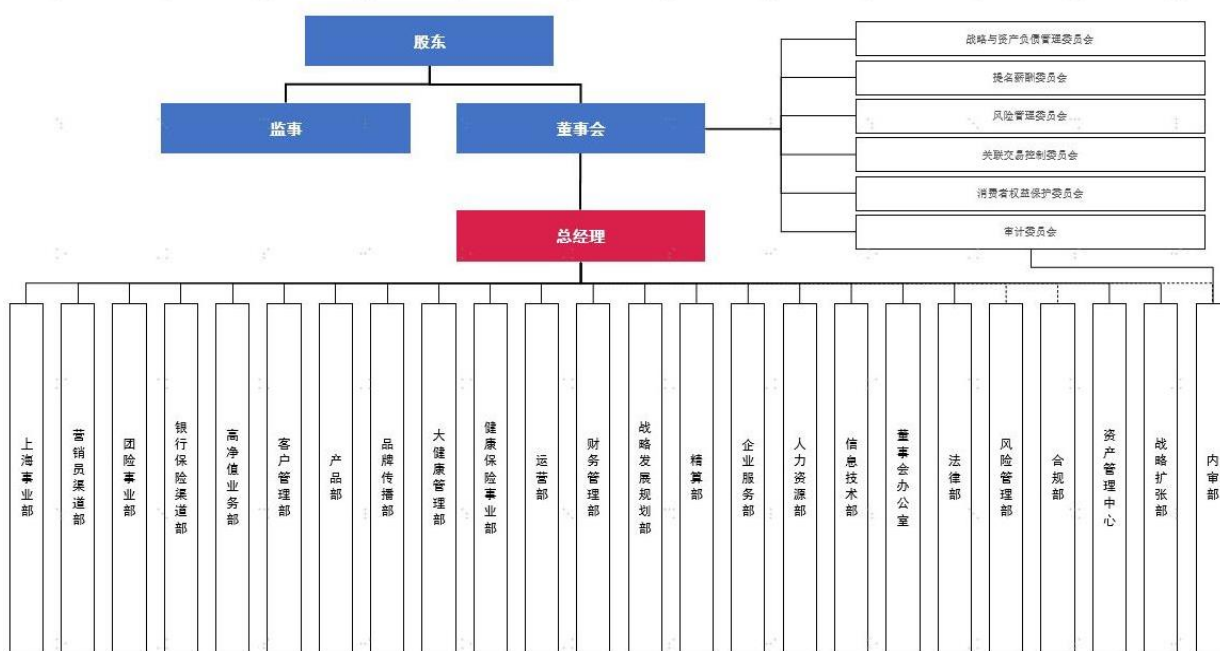 股东
监事
董事会
总经理
战略与资产负债管理委员会
提名薪酬委员会
风险管理委员会
关联交易控制委员会
消费者权益保护委员会
审计委员会
上海事业部
营销员渠道部
团险事业部
银行保险渠道部
高净值业务部
客户管理部
产品部
品牌传播部
大健康管理部
健康保险事业部
运营部
财务管理部
战略发展规划部
精算部
企业服务部
人力资源部
信息技术部
董事会办公室
法律部
风险管理部
合规部
资产管理中心
战略扩张部
内审部